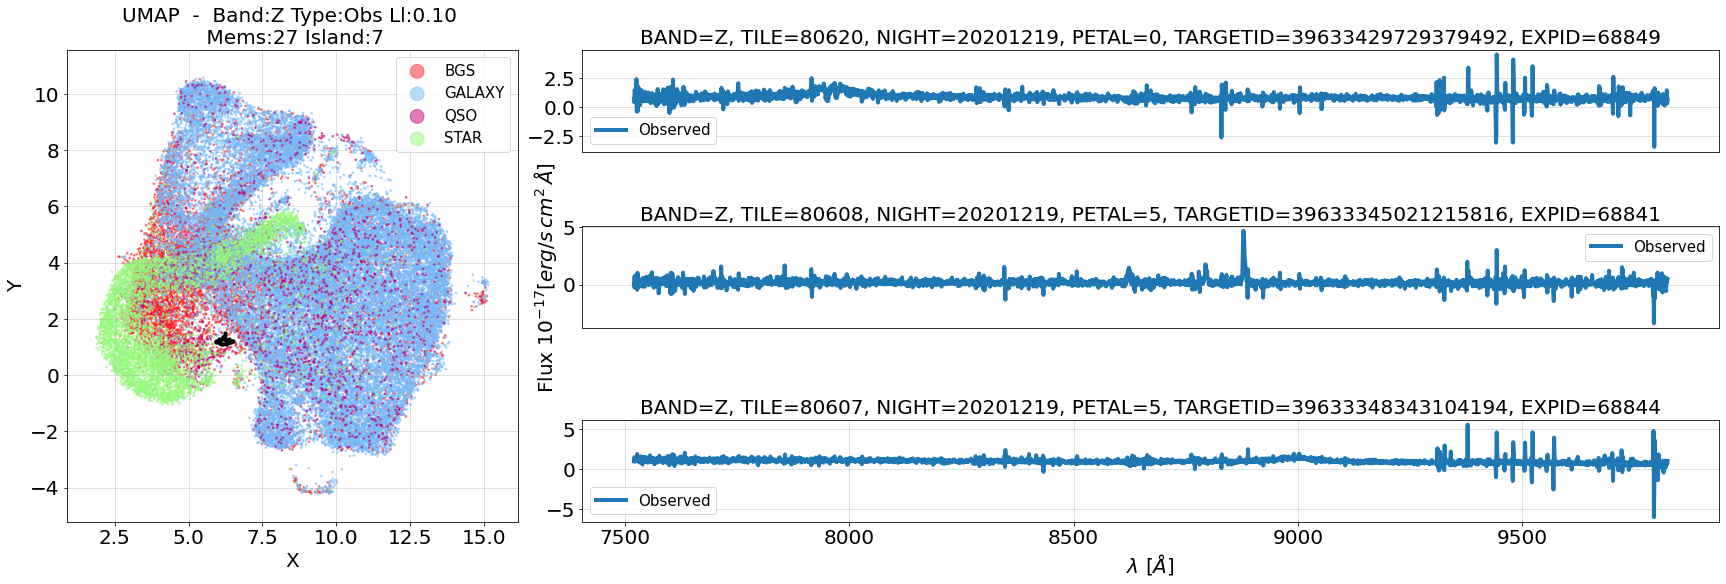 UMAP - Band:Z Type:Obs Ll:0.10
Mems:27 Island:7
BGS
GALAXY
QSO
STAR
10
8
6
4
2
0
−2
−4
Y
2.5
5.0
7.5
10.0
12.5
15.0
X
BAND=Z, TILE=80620, NIGHT=20201219, PETAL=0, TARGETID=39633429729379492, EXPID=68849
2.5
0.0
−2.5
Observed
BAND=Z, TILE=80608, NIGHT=20201219, PETAL=5, TARGETID=39633345021215816, EXPID=68841
5
0
Observed
Flux 10⁻¹⁷[erg/s cm² Å]
BAND=Z, TILE=80607, NIGHT=20201219, PETAL=5, TARGETID=39633348343104194, EXPID=68844
5
0
−5
Observed
7500
8000
8500
9000
9500
λ [Å]